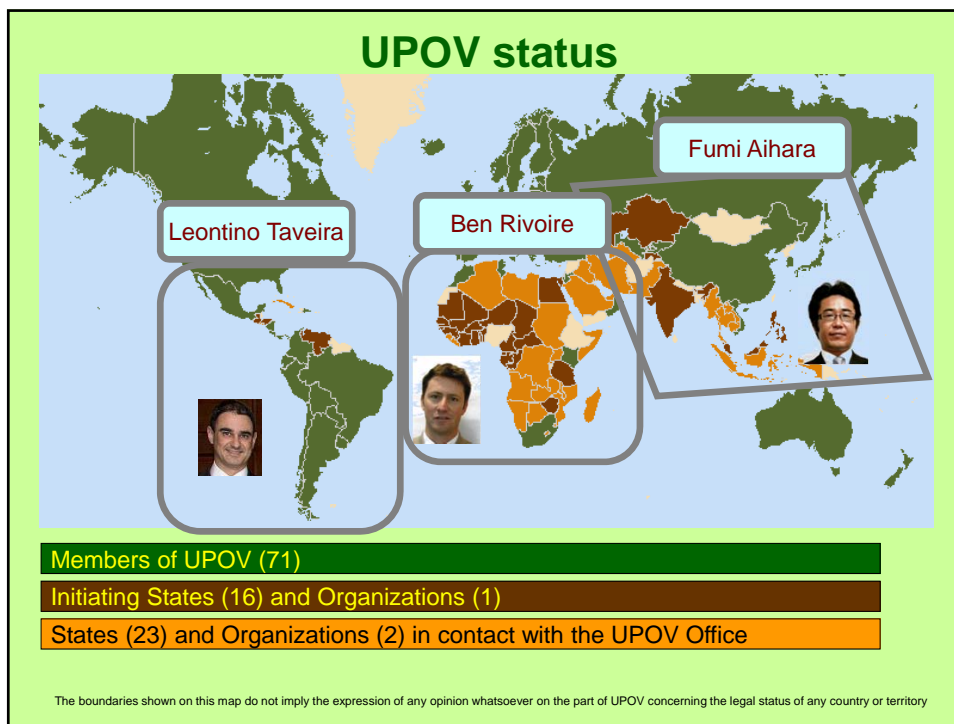 UPOV status
Fumi Aihara
Ben Rivoire
Leontino Taveira
Members of UPOV (71)
Initiating States (16) and Organizations (1)
States (23) and Organizations (2) in contact with the UPOV Office
The boundaries shown on this map do not imply the expression of any opinion whatsoever on the part of UPOV concerning the legal status of any country or territory